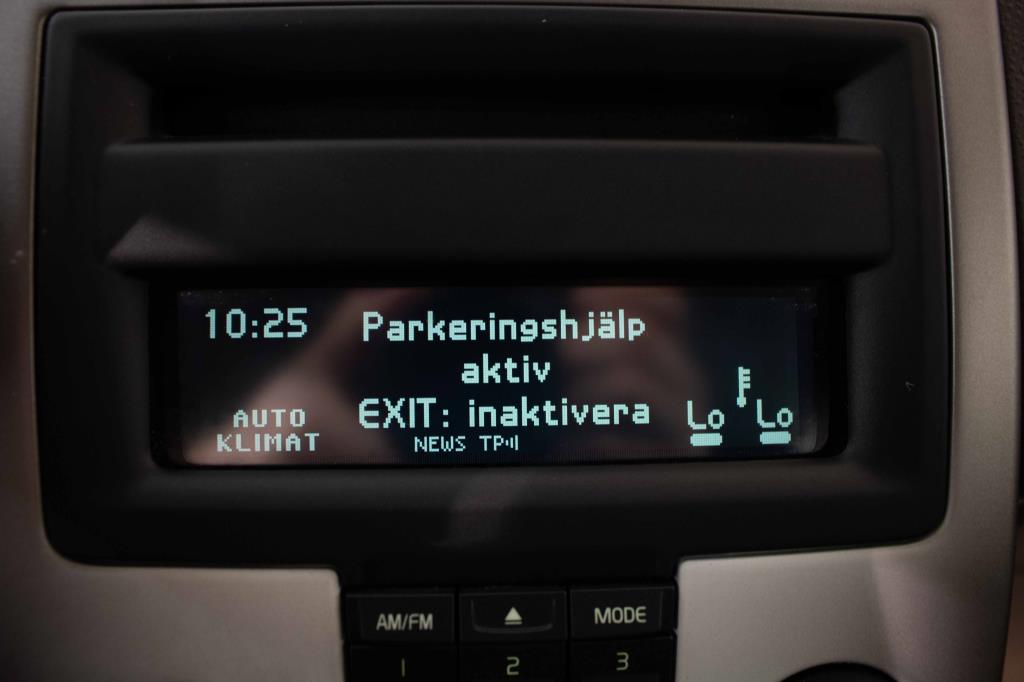 10:25
Parkeringshjälp
aktiv
EXIT: inaktivera
AUTO
KLIMAT
NEWS TP
Lo
Lo
AM/FM
MODE
1
2
3